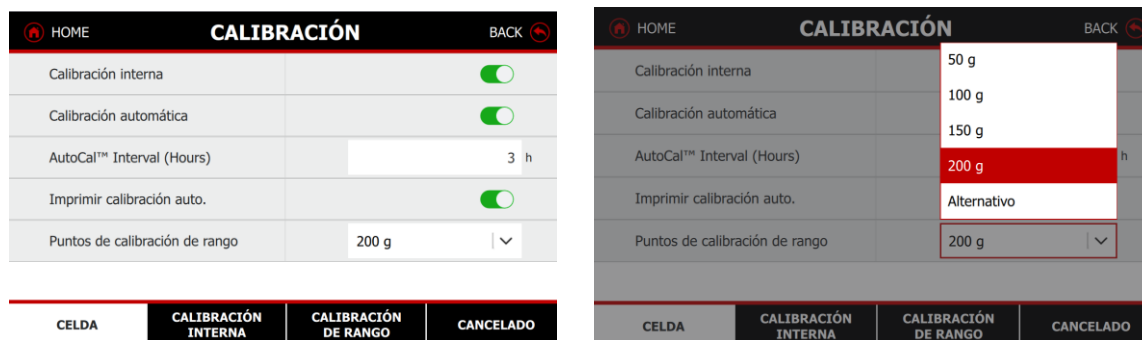 HOME CALIBRACIÓN BACK
Calibración interna
Calibración automática
AutoCal™ Interval (Hours) 3 h
Imprimir calibración auto.
Puntos de calibración de rango 200 g
CELDA
CALIBRACIÓN
INTERNA
CALIBRACIÓN
DE RANGO
CANCELADO
HOME CALIBRACIÓN BACK
Calibración interna
Calibración automática
AutoCal™ Interval (Hours) h
Imprimir calibración auto.
Puntos de calibración de rango 200 g
50 g
100 g
150 g
200 g
Alternativo
CELDA
CALIBRACIÓN
INTERNA
CALIBRACIÓN
DE RANGO
CANCELADO